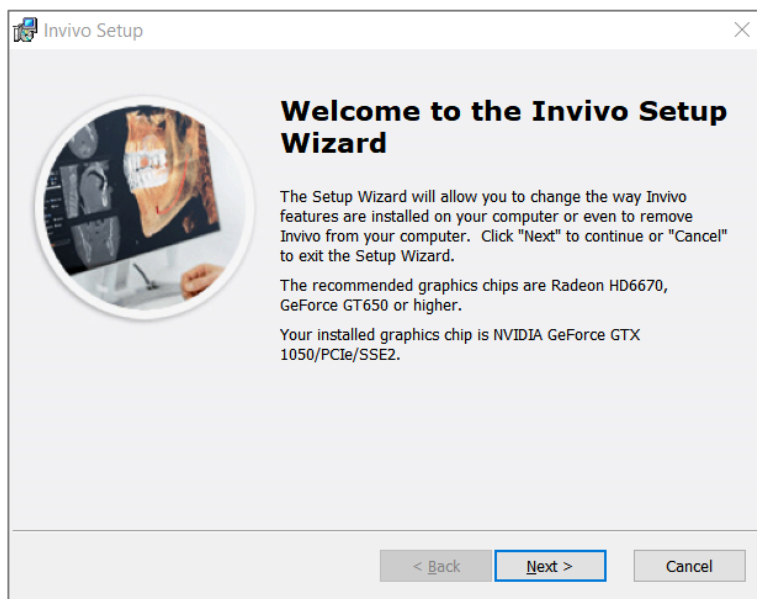 Invivo Setup
Welcome to the Invivo Setup
Wizard
The Setup Wizard will allow you to change the way Invivo
features are installed on your computer or even to remove
Invivo from your computer.  Click "Next" to continue or "Cancel"
to exit the Setup Wizard.
The recommended graphics chips are Radeon HD6670,
GeForce GT650 or higher.
Your installed graphics chip is NVIDIA GeForce GTX
1050/PCIe/SSE2.
< Back
Next >
Cancel